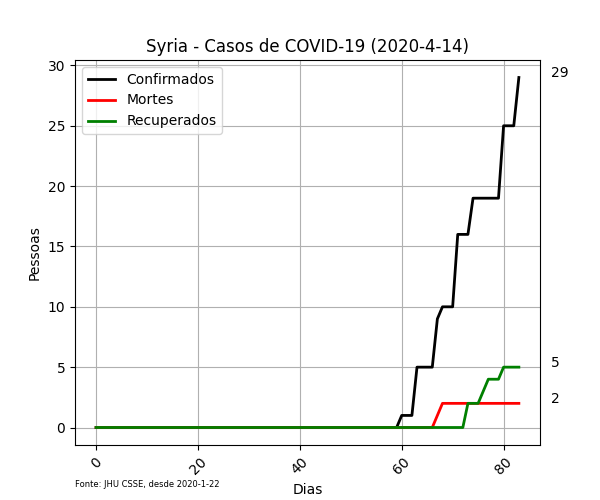 Syria - Casos de COVID-19 (2020-4-14)
Confirmados
Mortes
Recuperados
30
25
20
15
10
5
0
Pessoas
29
5
2
0
20
40
60
80
Dias
Fonte: JHU CSSE, desde 2020-1-22